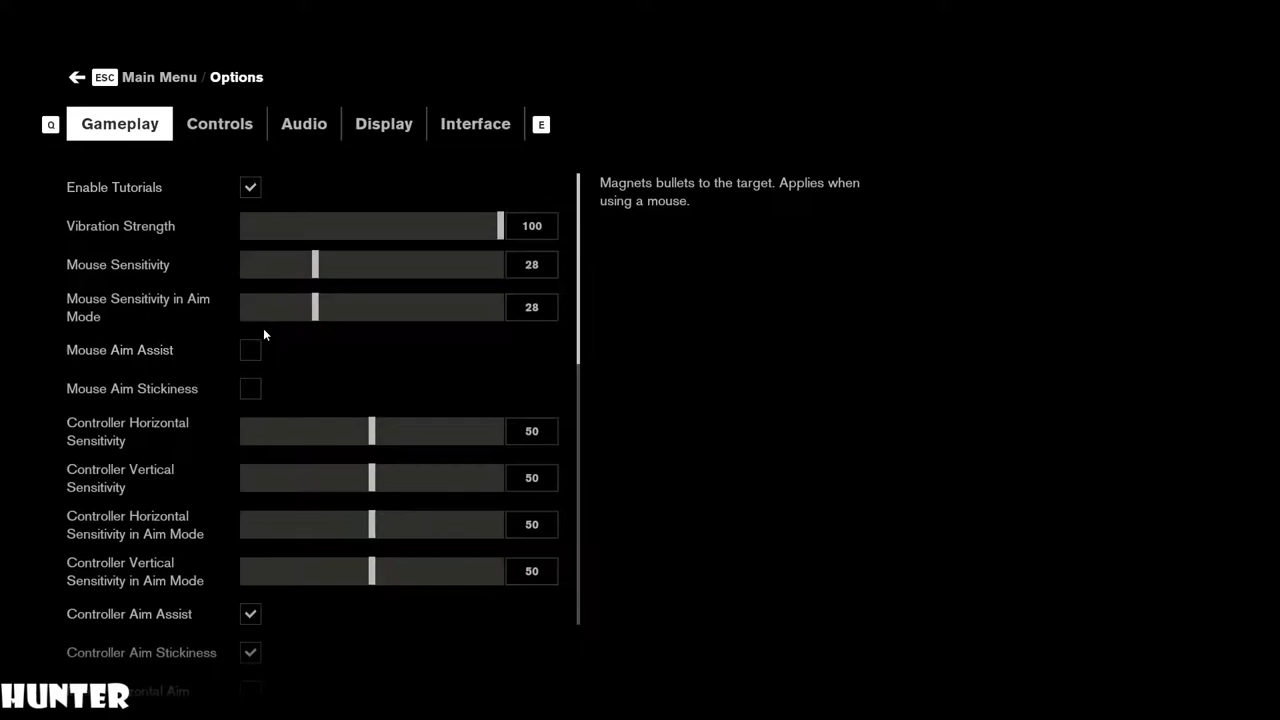 ESC Main Menu / Options
Q Gameplay Controls Audio Display Interface E
Enable Tutorials
Vibration Strength 100
Mouse Sensitivity 28
Mouse Sensitivity in Aim
Mode
28
Mouse Aim Assist
Mouse Aim Stickiness
Controller Horizontal
Sensitivity
50
Controller Vertical
Sensitivity
50
Controller Horizontal
Sensitivity in Aim Mode
50
Controller Vertical
Sensitivity in Aim Mode
50
Controller Aim Assist
Controller Aim Stickiness
Aim
Magnets bullets to the target. Applies when
using a mouse.
HUNTER